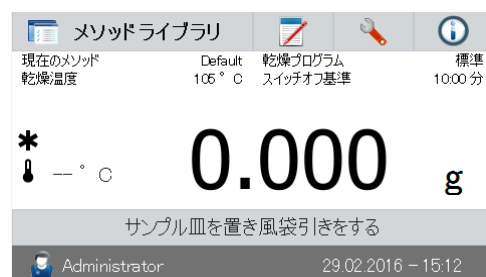 メソッドライブラリ
現在のメソッド Default 乾燥プログラム 標準
乾燥温度 105°C スイッチオフ基準 10:00 分
--°C 0.000 g
サンプル皿を置き風袋引きをする
Administrator 29.02.2016 - 15:12